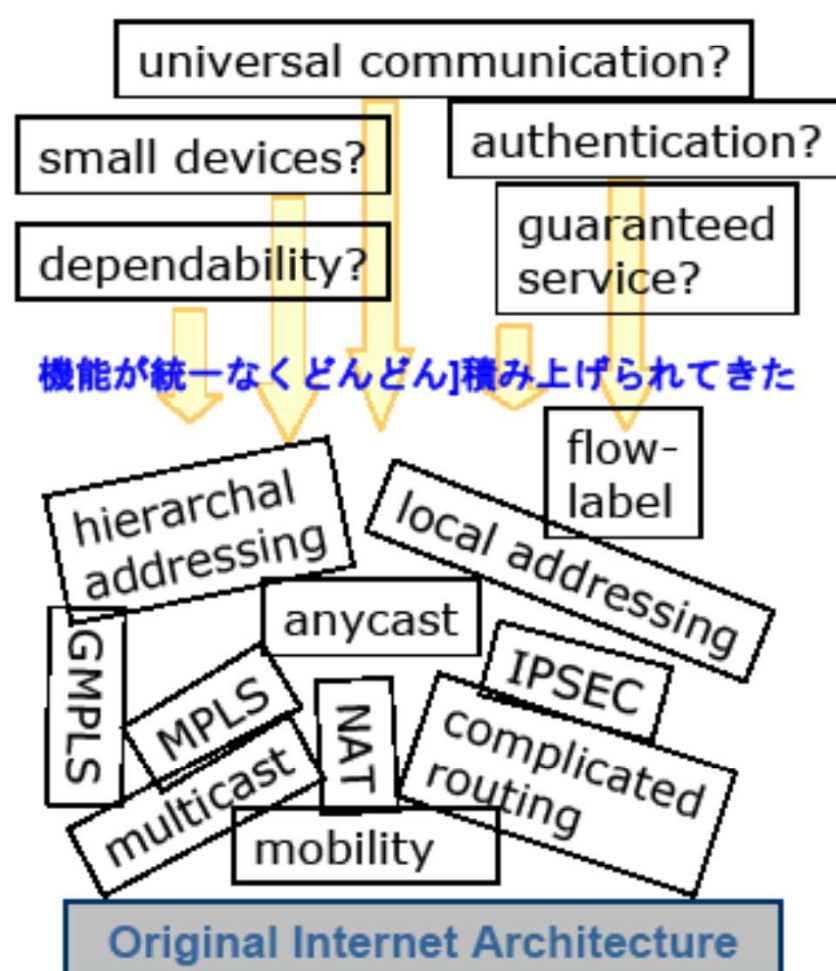 universal communication?
small devices?
authentication?
dependability?
guaranteed
service?
機能が統一なくどんどん]積み上げられてきた
flow-
label
hierarchal
addressing
local addressing
anycast
GMPLS
MPLS
NAT
IPSEC
multicast
complicated
routing
mobility
Original Internet Architecture